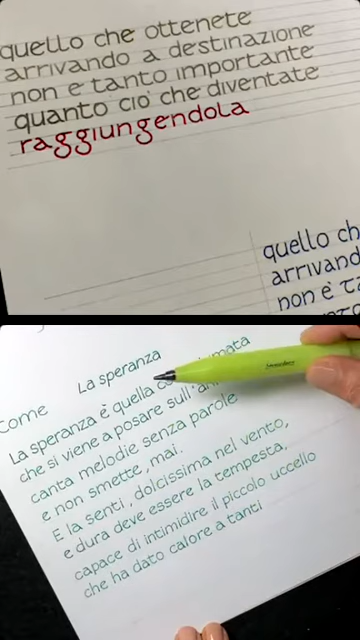 quello che ottenete
arrivando a destinazione
non è tanto importante
quanto ciò che diventate
raggiungendola
quello ch
arrivand
non è ta
La speranza
come
La speranza è quella
che si viene a posare sull'
canta melodie senza parole
e non smette, mai.
E la senti, dolcissima nel vento,
e dura deve essere la tempesta,
capace di intimidire il piccolo uccello
che ha dato calore a tanti